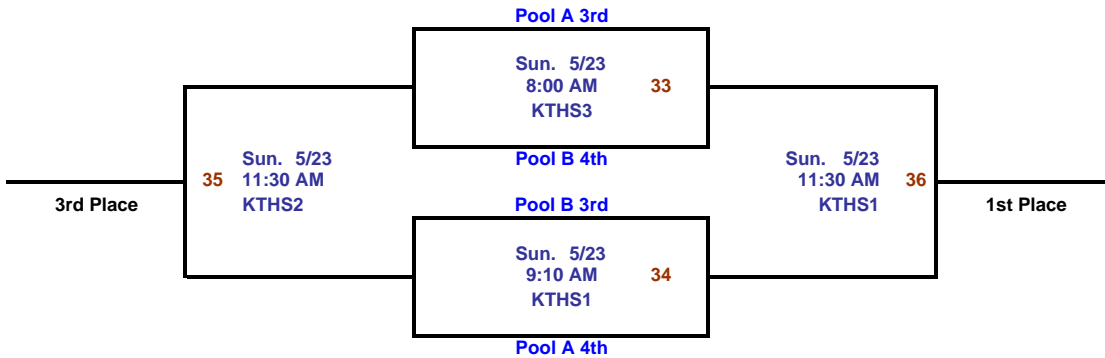 Pool A 3rd
Sun. 5/23
8:00 AM 33
KTHS3
Pool B 4th
Sun. 5/23
35 11:30 AM
KTHS2
3rd Place
Sun. 5/23
11:30 AM 36
KTHS1
1st Place
Pool B 3rd
Sun. 5/23
9:10 AM 34
KTHS1
Pool A 4th